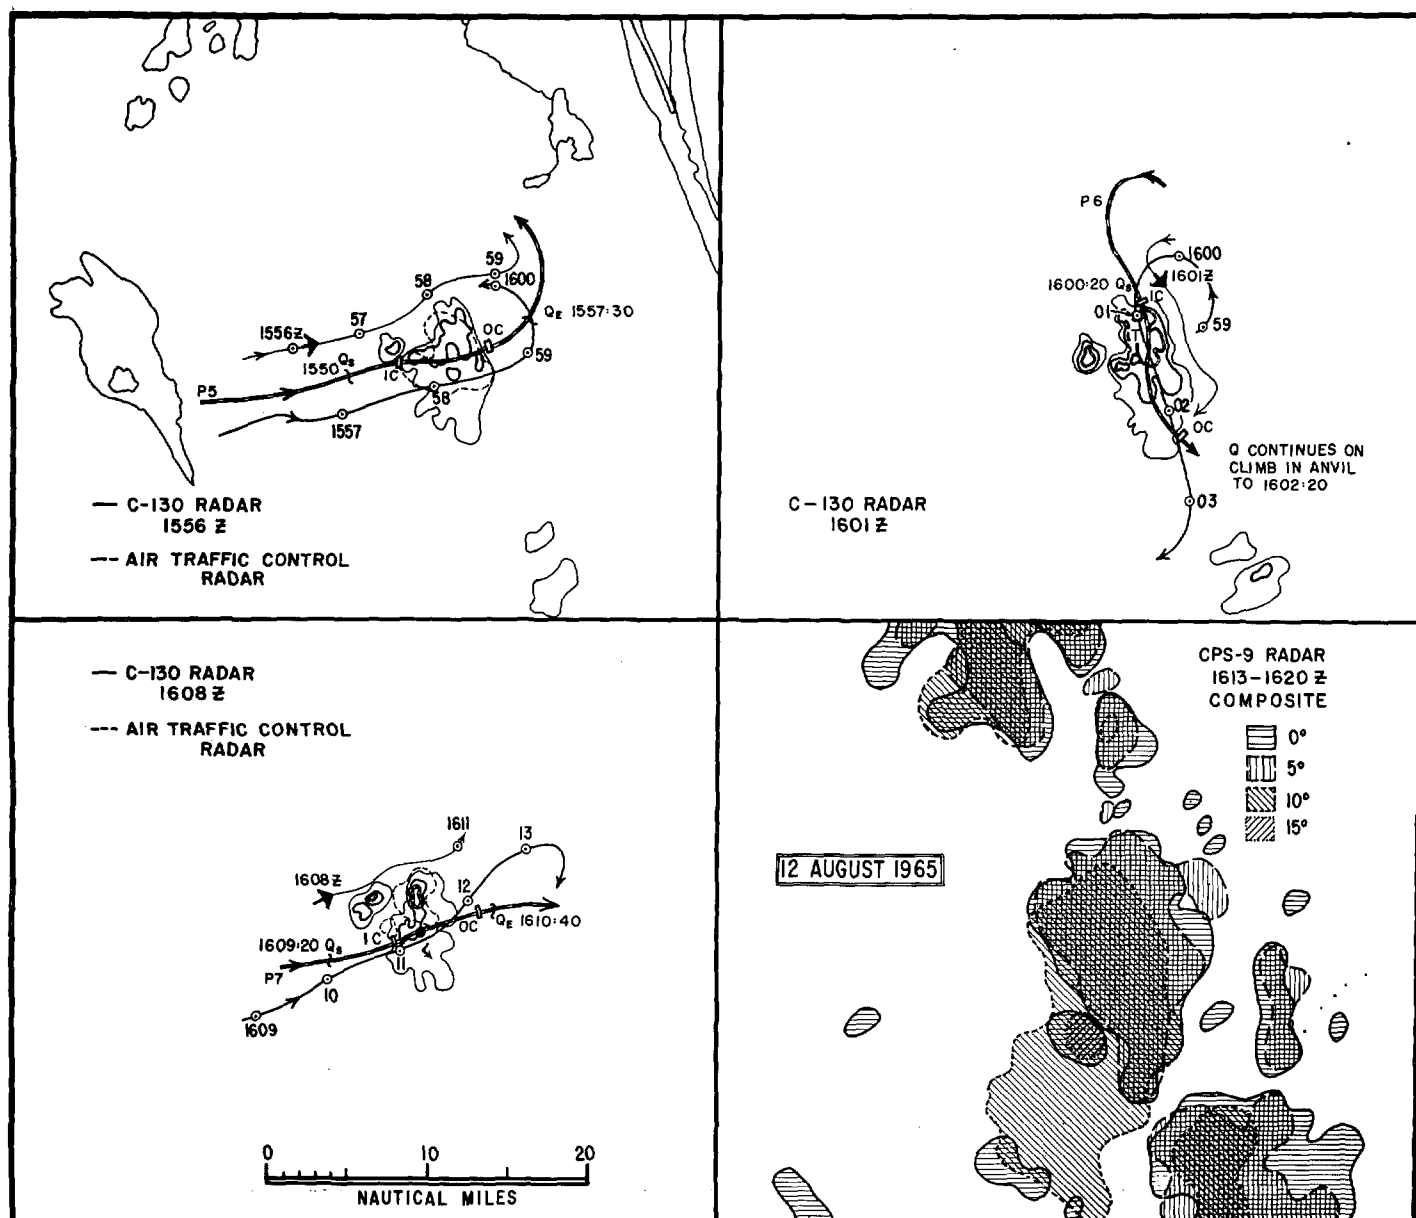 59
1600
58
57
1556Z
QE 1557:30
OC
1550 QS
IC
59
P5
58
1557
— C-130 RADAR
1556 Z
--- AIR TRAFFIC CONTROL
RADAR
P6
1600
1601Z
1600:20 QS
IC
01
59
02
OC
Q CONTINUES ON
CLIMB IN ANVIL
TO 1602:20
C-130 RADAR
1601 Z
03
— C-130 RADAR
1608 Z
--- AIR TRAFFIC CONTROL
RADAR
1611
13
1608Z
12
OC
QE 1610:40
IC
1609:20 QS
P7
11
10
1609
0 10 20
NAUTICAL MILES
CPS-9 RADAR
1613-1620 Z
COMPOSITE
0°
5°
10°
15°
12 AUGUST 1965